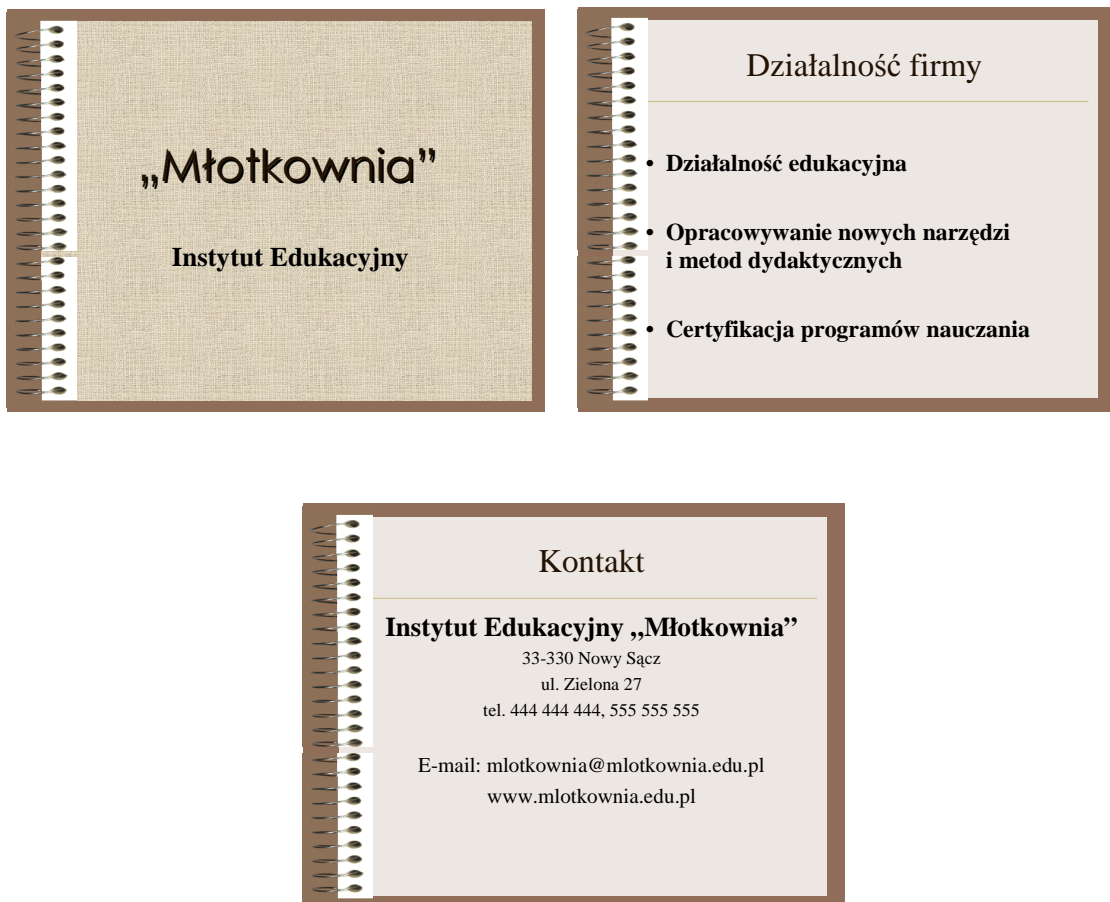 „Młotkownia”
Instytut Edukacyjny
Działalność firmy
• Działalność edukacyjna
• Opracowywanie nowych narzędzi
i metod dydaktycznych
• Certyfikacja programów nauczania
Kontakt
Instytut Edukacyjny „Młotkownia”
33-330 Nowy Sącz
ul. Zielona 27
tel. 444 444 444, 555 555 555
E-mail: mlotkownia@mlotkownia.edu.pl
www.mlotkownia.edu.pl